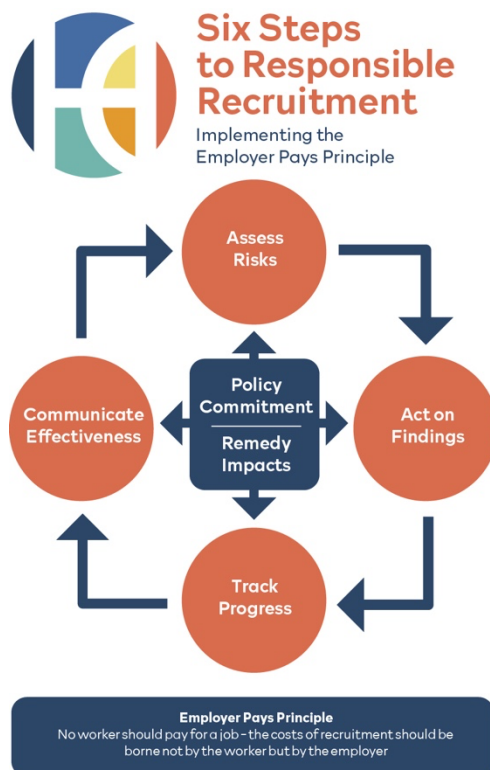 Six Steps
to Responsible
Recruitment
Implementing the
Employer Pays Principle
Assess
Risks
Communicate
Effectiveness
Policy
Commitment
Remedy
Impacts
Act on
Findings
Track
Progress
Employer Pays Principle
No worker should pay for a job – the costs of recruitment should be
borne not by the worker but by the employer